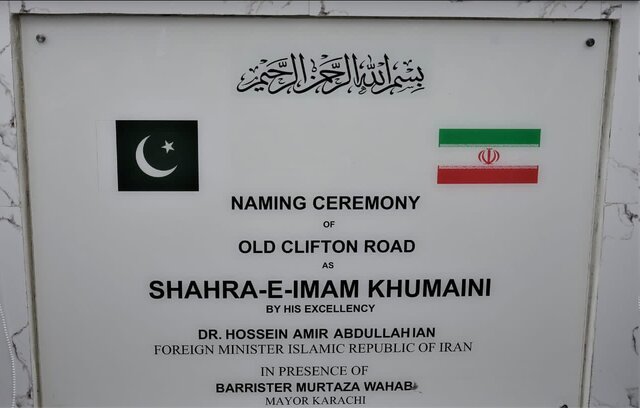 بسم الله الرحمن الرحيم
NAMING CEREMONY
OF
OLD CLIFTON ROAD
AS
SHAHRA-E-IMAM KHUMAINI
BY HIS EXCELLENCY
DR. HOSSEIN AMIR ABDULLAHIAN
FOREIGN MINISTER ISLAMIC REPUBLIC OF IRAN
IN PRESENCE OF
BARRISTER MURTAZA WAHAB
MAYOR KARACHI